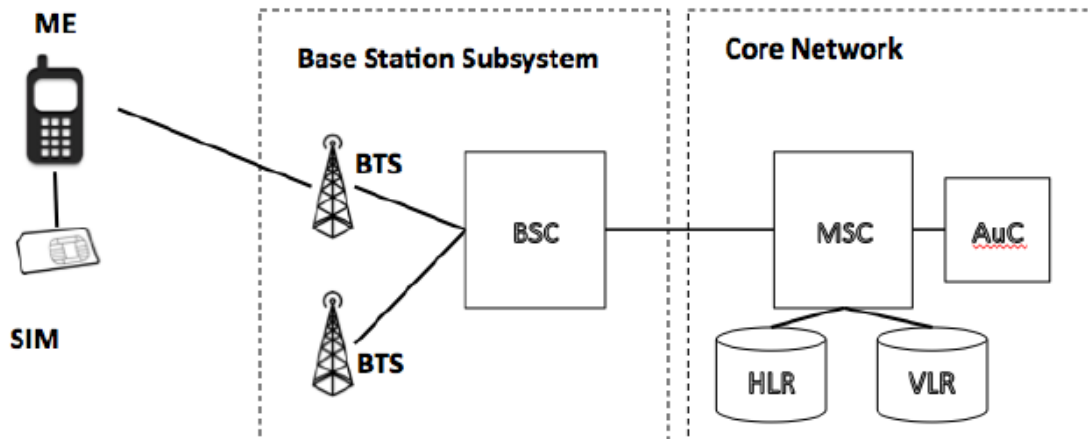 ME
Base Station Subsystem
Core Network
BTS
BSC
MSC
AuC
SIM
BTS
HLR
VLR